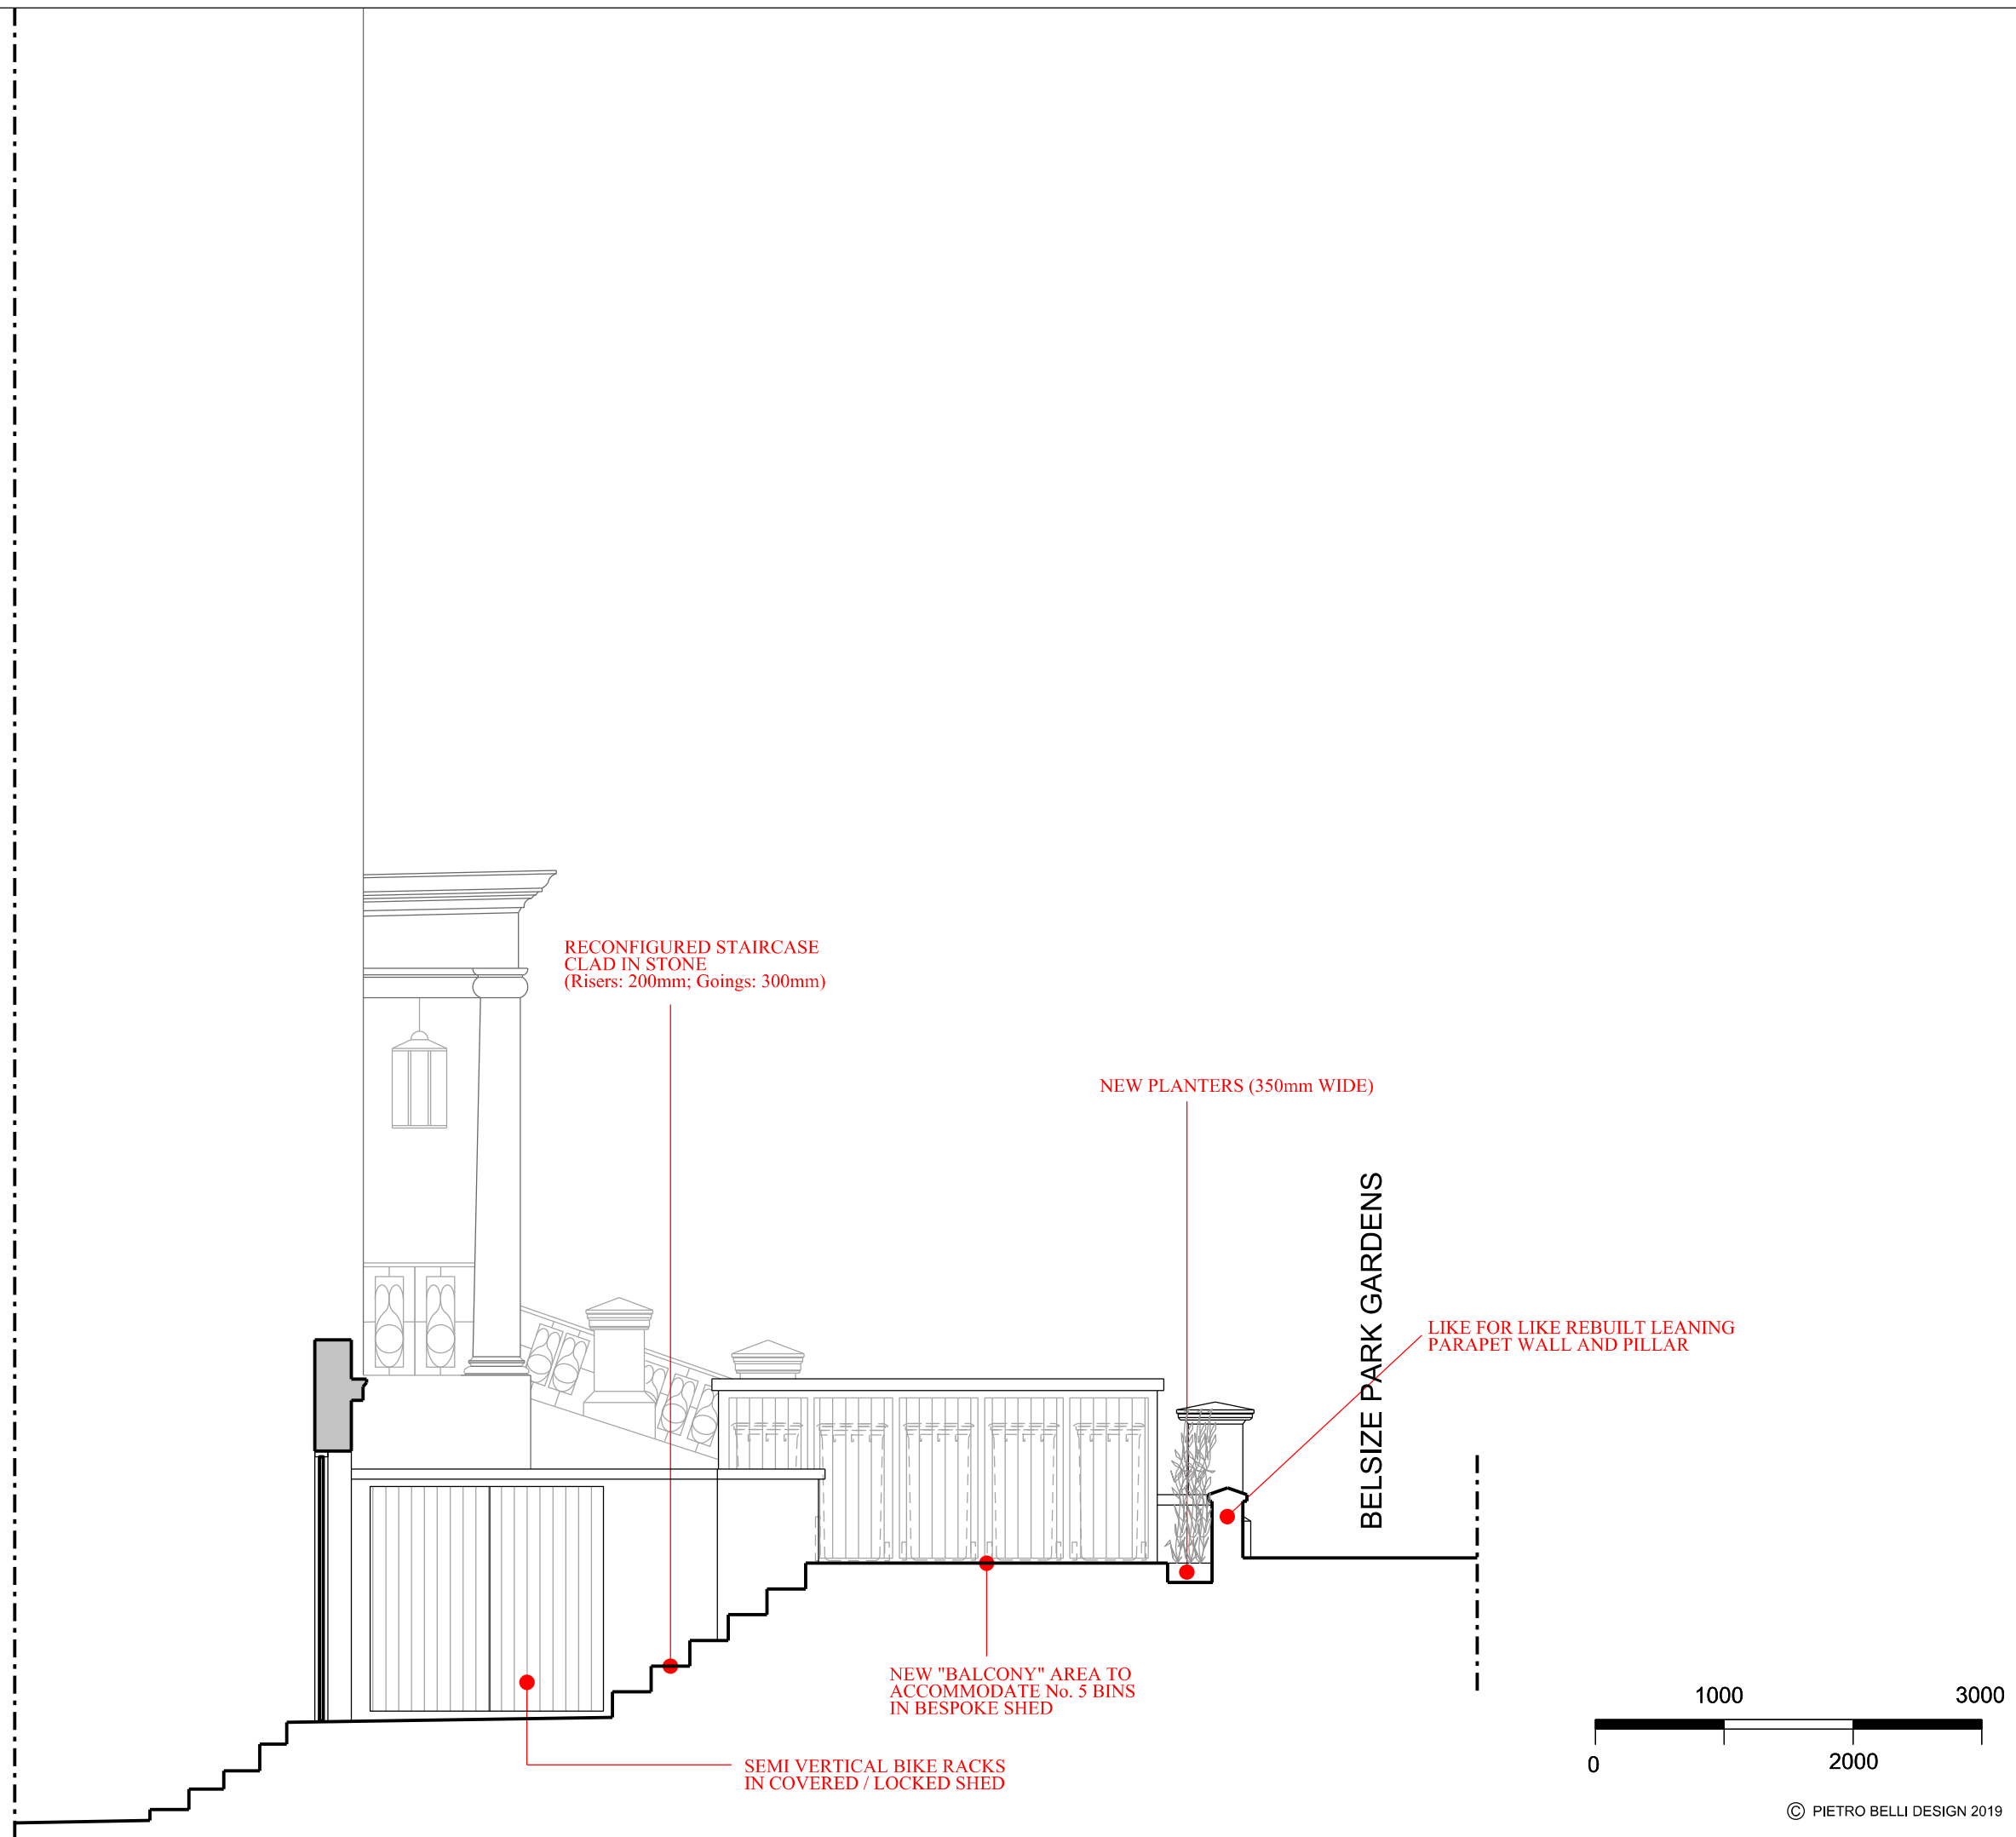 RECONFIGURED STAIRCASE
CLAD IN STONE
(Risers: 200mm; Goings: 300mm)
NEW PLANTERS (350mm WIDE)
BELSIZE PARK GARDENS
LIKE FOR LIKE REBUILT LEANING
PARAPET WALL AND PILLAR
NEW "BALCONY" AREA TO
ACCOMMODATE No. 5 BINS
IN BESPOKE SHED
SEMI VERTICAL BIKE RACKS
IN COVERED / LOCKED SHED
1000 3000
0 2000
© PIETRO BELLI DESIGN 2019